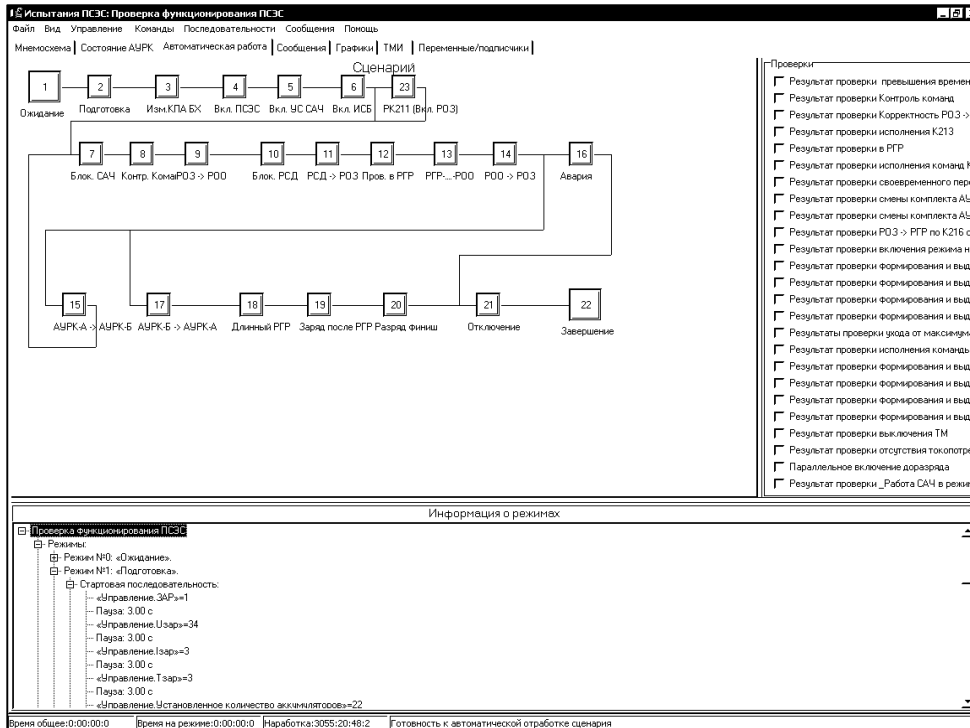 Испытания ПСЭС: Проверка функционирования ПСЭС
Файл Вид Управление Команды Последовательности Сообщения Помощь
Мнемосхема Состояние АУРК Автоматическая работа Сообщения Графики ТМИ Переменные/подписчики
Сценарий
1 2 3 4 5 6 23
Ожидание Подготовка Изм.КПА БХ Вкл. ПСЭС Вкл. УС САЧ Вкл. ИСБ РК211 (Вкл. РОЗ)
7 8 9 10 11 12 13 14 16
Блок. САЧ Контр. Кома РОЗ -> РОО Блок. РСД РСД -> РОЗ Пров. в РГР РГР-...-РОО РОО -> РОЗ Авария
15 17 18 19 20 21 22
АУРК-А -> АУРК-Б АУРК-Б -> АУРК-А Длинный РГР Заряд после РГР Разряд финиш Отключение Завершение
Проверки
Результат проверки превышения времен
Результат проверки Контроль команд
Результат проверки Корректность РОЗ ->
Результат проверки исполнения К213
Результат проверки в РГР
Результат проверки исполнения команд К
Результат проверки своевременного пере
Результат проверки смены комплекта АУ
Результат проверки смены комплекта АУ
Результат проверки РОЗ -> РГР по К216 с
Результат проверки включения режима н
Результат проверки формирования и выд
Результат проверки формирования и выд
Результат проверки формирования и выд
Результат проверки формирования и выд
Результаты проверки ухода от максимум
Результат проверки исполнения команды
Результат проверки формирования и выд
Результат проверки формирования и выд
Результат проверки формирования и выд
Результат проверки формирования и выд
Результат проверки выключения ТМ
Результат проверки отсутствия токопотре
Параллельное включение доразряда
Результат проверки _Работа САЧ в режим
Информация о режимах
Проверка функционирования ПСЭС
Режимы:
Режим №0: «Ожидание».
Режим №1: «Подготовка».
Стартовая последовательность:
«Управление.ЗАР»=1
Пауза: 3.00 с
«Управление.Uзар»=34
Пауза: 3.00 с
«Управление.Iзар»=3
Пауза: 3.00 с
«Управление.Тзар»=3
Пауза: 3.00 с
«Управление.Установленное количество аккумуляторов»=22
Время общее:0:00:00:0 Время на режиме:0:00:00:0 Наработка:3055:20:48:2 Готовность к автоматической отработке сценария